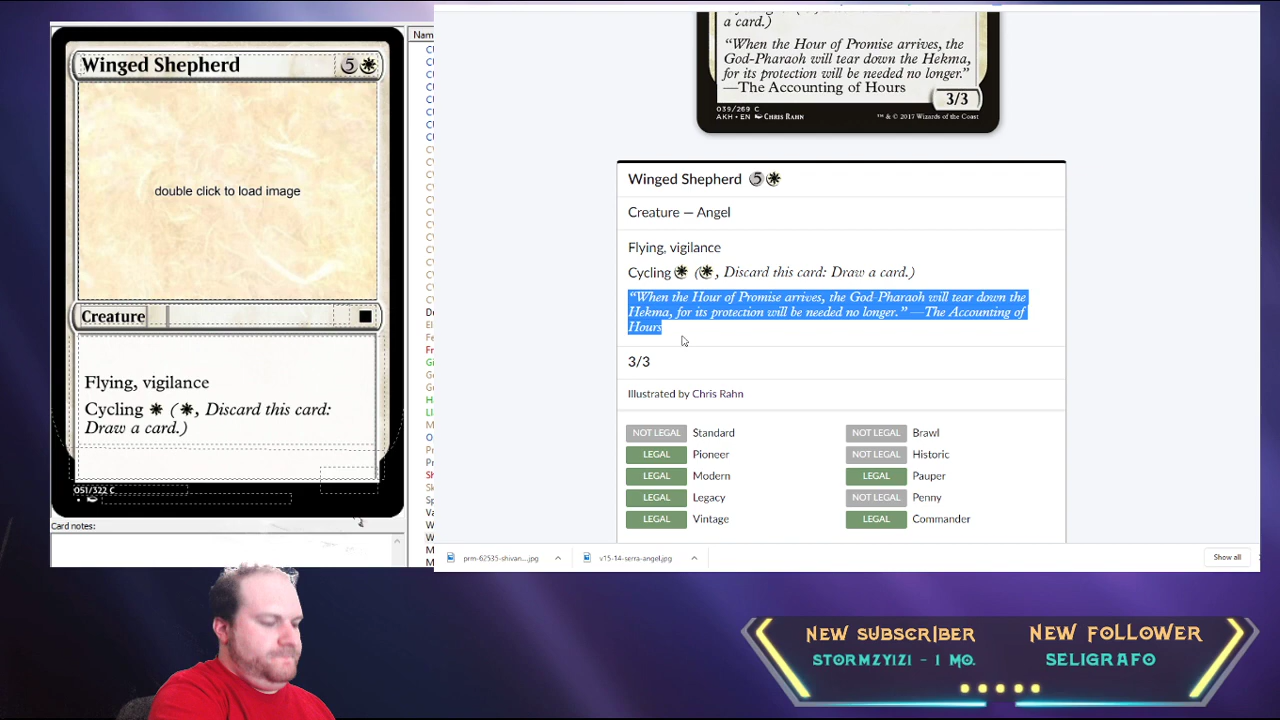 Winged Shepherd 5
double click to load image
Creature
Flying, vigilance
Cycling (, Discard this card:
Draw a card.)
051/322 C
Card notes:
Nam
a card.)
"When the Hour of Promise arrives, the
God-Pharaoh will tear down the Hekma,
for its protection will be needed no longer."
—The Accounting of Hours
3/3
039/269 C
AKH • EN CHRIS RAHN
™ & © 2017 Wizards of the Coast
Winged Shepherd 5
Creature — Angel
Flying, vigilance
Cycling (, Discard this card: Draw a card.)
"When the Hour of Promise arrives, the God-Pharaoh will tear down the
Hekma, for its protection will be needed no longer." —The Accounting of
Hours
3/3
Illustrated by Chris Rahn
NOT LEGAL Standard NOT LEGAL Brawl
LEGAL Pioneer NOT LEGAL Historic
LEGAL Modern LEGAL Pauper
LEGAL Legacy NOT LEGAL Penny
LEGAL Vintage LEGAL Commander
prm-62535-shivan....jpg
v15-14-serra-angel.jpg
Show all
NEW SUBSCRIBER
STORMZYIZI - 1 MO.
NEW FOLLOWER
SELIGRAFO